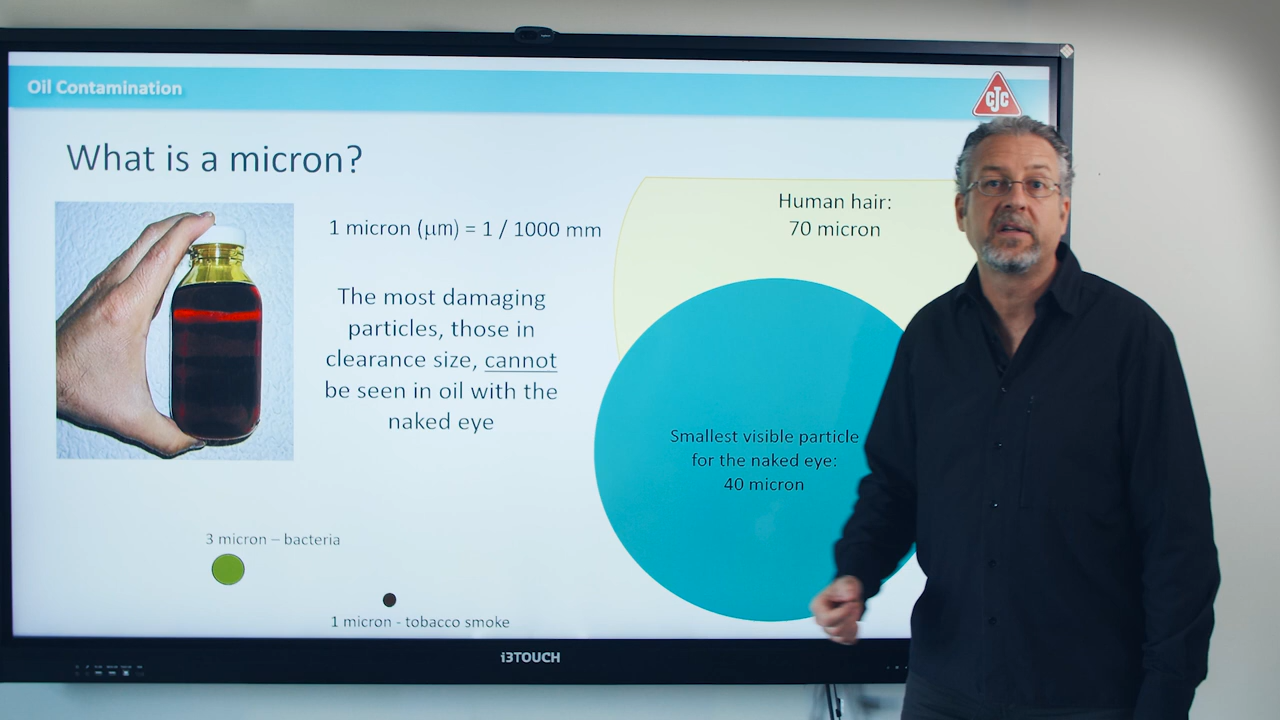 Oil Contamination
CJC
What is a micron?
1 micron (μm) = 1 / 1000 mm
Human hair:
70 micron
The most damaging
particles, those in
clearance size, cannot
be seen in oil with the
naked eye
Smallest visible particle
for the naked eye:
40 micron
3 micron – bacteria
1 micron - tobacco smoke
i3TOUCH